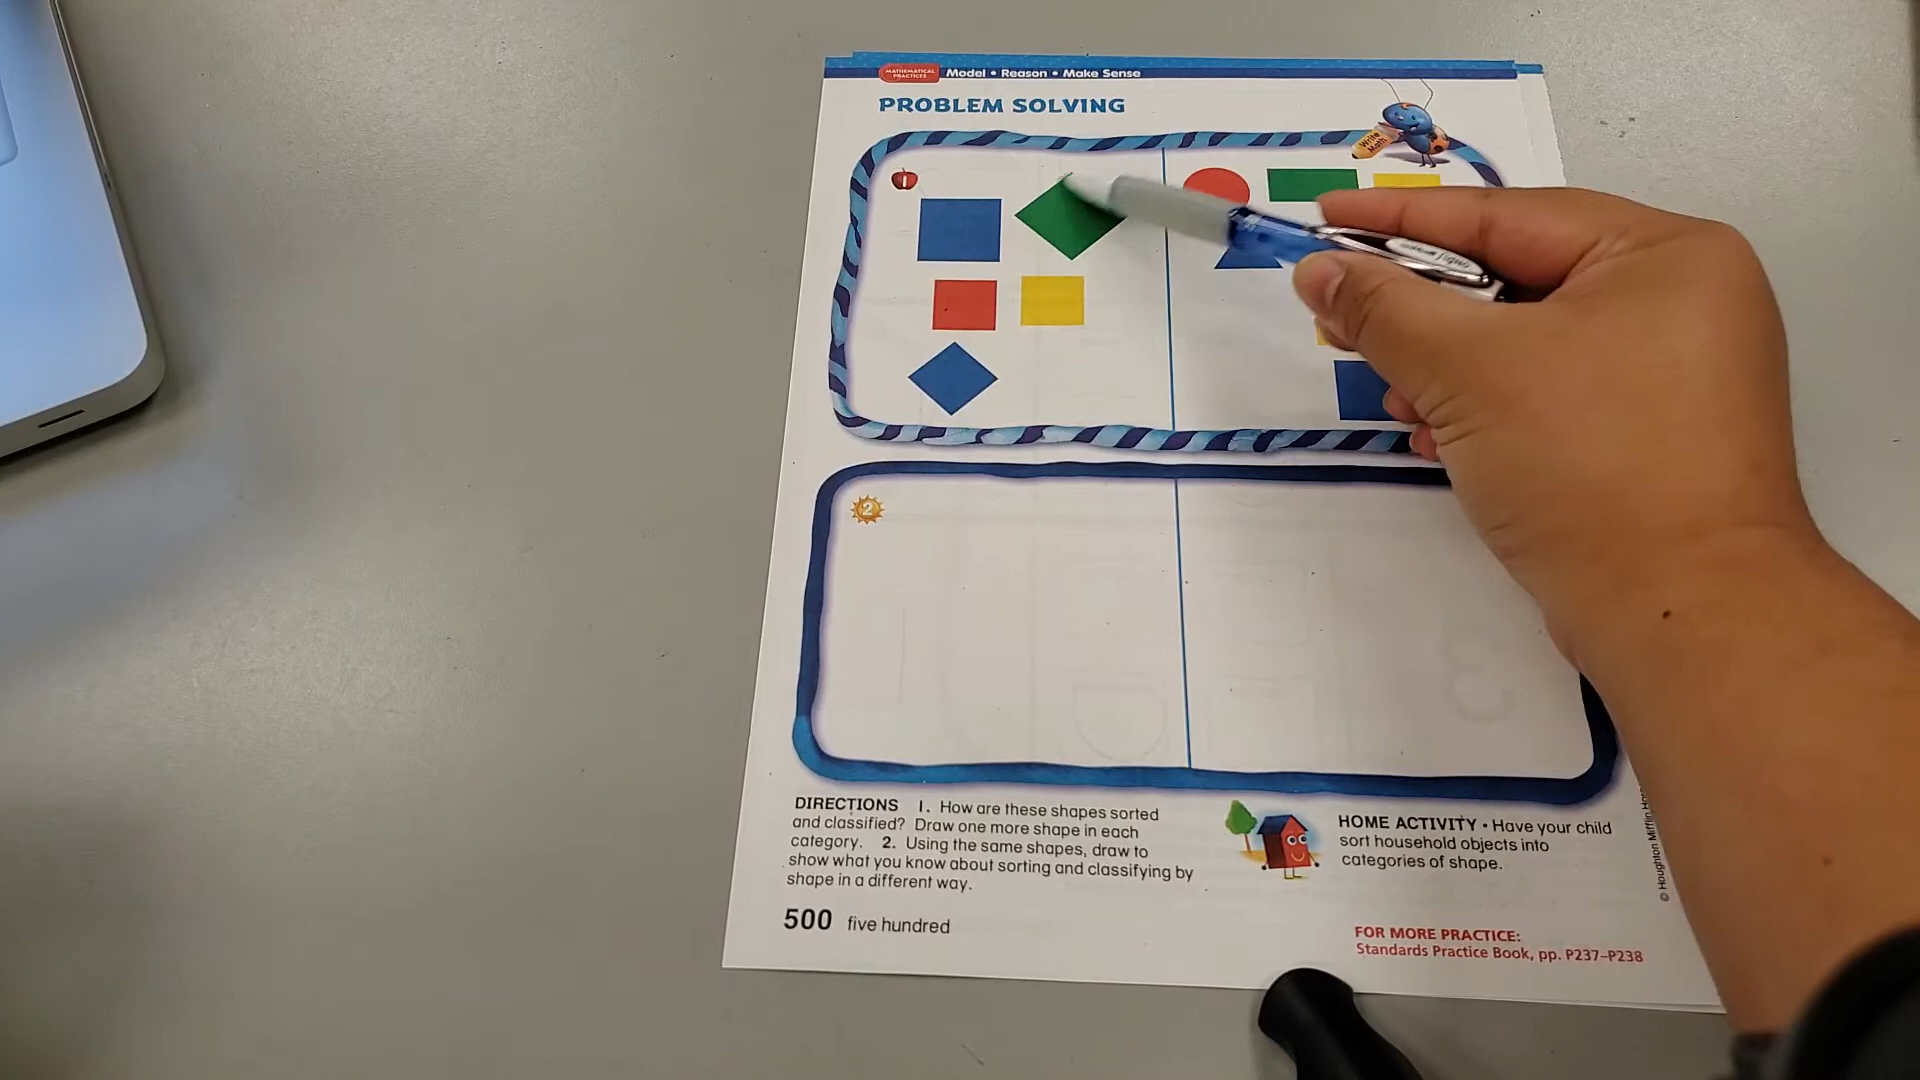 MATHEMATICAL
PRACTICES
Model • Reason • Make Sense
PROBLEM SOLVING
Write
Math
1
2
DIRECTIONS 1. How are these shapes sorted
and classified? Draw one more shape in each
category. 2. Using the same shapes, draw to
show what you know about sorting and classifying by
shape in a different way.
HOME ACTIVITY • Have your child
sort household objects into
categories of shape.
500 five hundred
FOR MORE PRACTICE:
Standards Practice Book, pp. P237–P238
© Houghton Mifflin